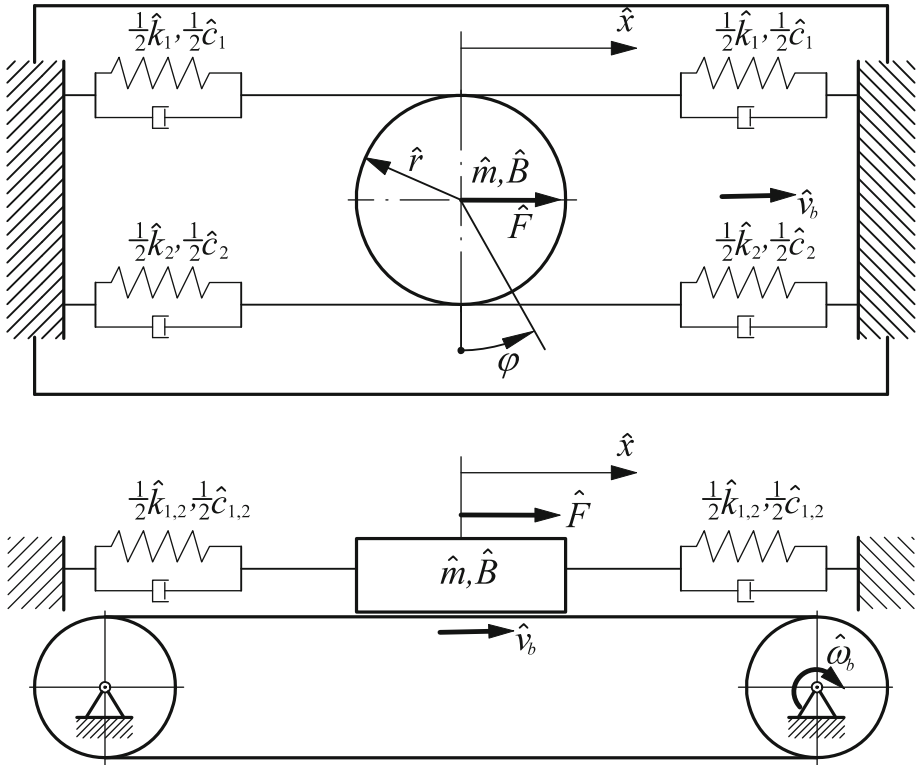 x̂
½k̂₁,½ĉ₁ ½k̂₁,½ĉ₁
r̂ m̂,B̂
F̂ v̂_b
½k̂₂,½ĉ₂ ½k̂₂,½ĉ₂
φ
x̂
½k̂₁,₂,½ĉ₁,₂ F̂ ½k̂₁,₂,½ĉ₁,₂
m̂,B̂
v̂_b ω̂_b